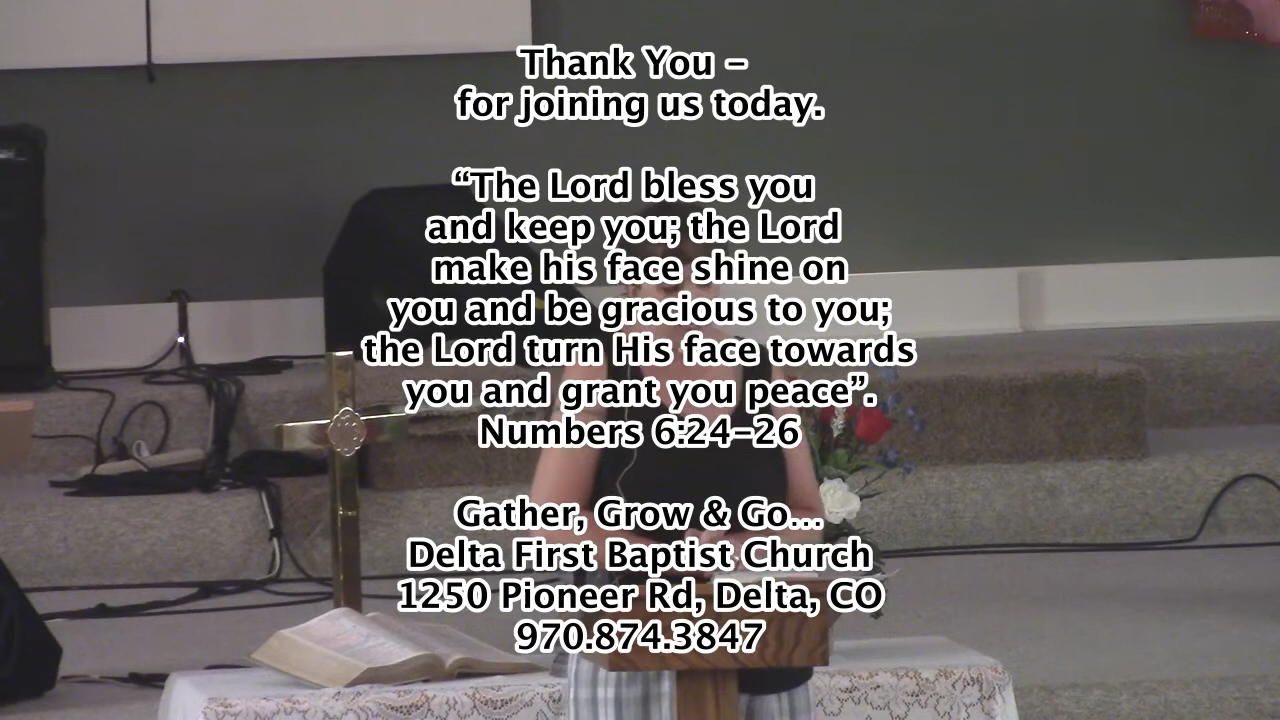 Thank You –
for joining us today.
“The Lord bless you
and keep you; the Lord
make his face shine on
you and be gracious to you;
the Lord turn His face towards
you and grant you peace”.
Numbers 6:24–26
Gather, Grow & Go...
Delta First Baptist Church
1250 Pioneer Rd, Delta, CO
970.874.3847